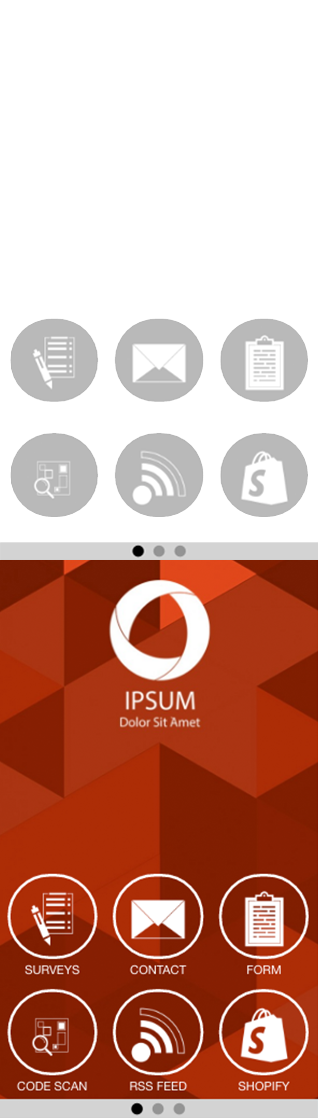 S
IPSUM
Dolor Sit Amet
SURVEYS
CONTACT
FORM
S
CODE SCAN
RSS FEED
SHOPIFY